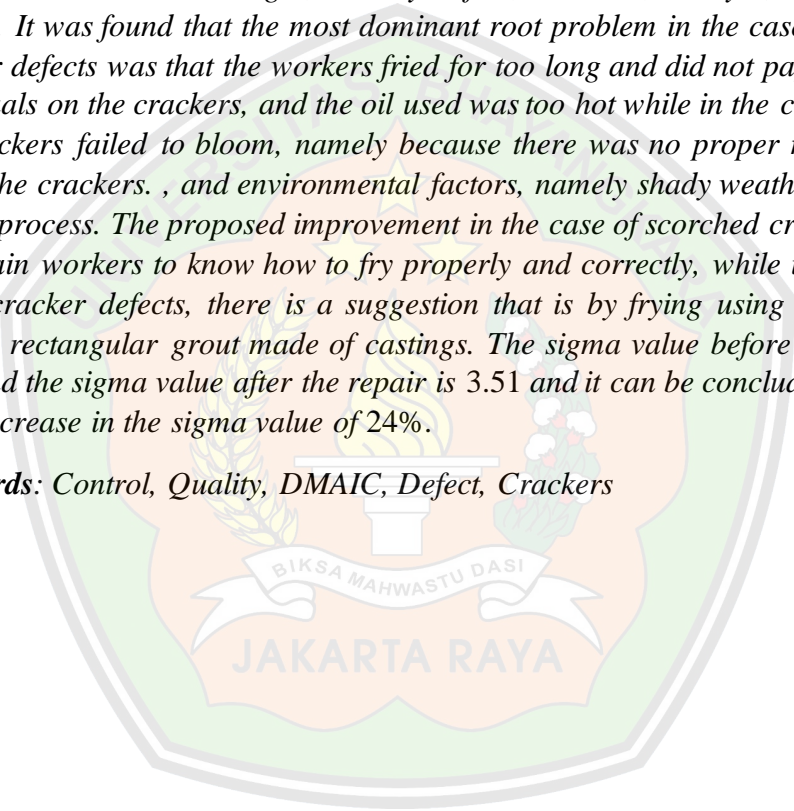 It was found that the most dominant root problem in the case
r defects was that the workers fried for too long and did not pa
als on the crackers, and the oil used was too hot while in the c
ckers failed to bloom, namely because there was no proper
he crackers. , and environmental factors, namely shady weath
process. The proposed improvement in the case of scorched cr
ain workers to know how to fry properly and correctly, while t
cracker defects, there is a suggestion that is by frying using
rectangular grout made of castings. The sigma value before
d the sigma value after the repair is 3.51 and it can be conclud
crease in the sigma value of 24%.
rds: Control, Quality, DMAIC, Defect, Crackers
UNIVERSITAS BHAYANGKARA
BIKSA MAHWASTU DASI
JAKARTA RAYA